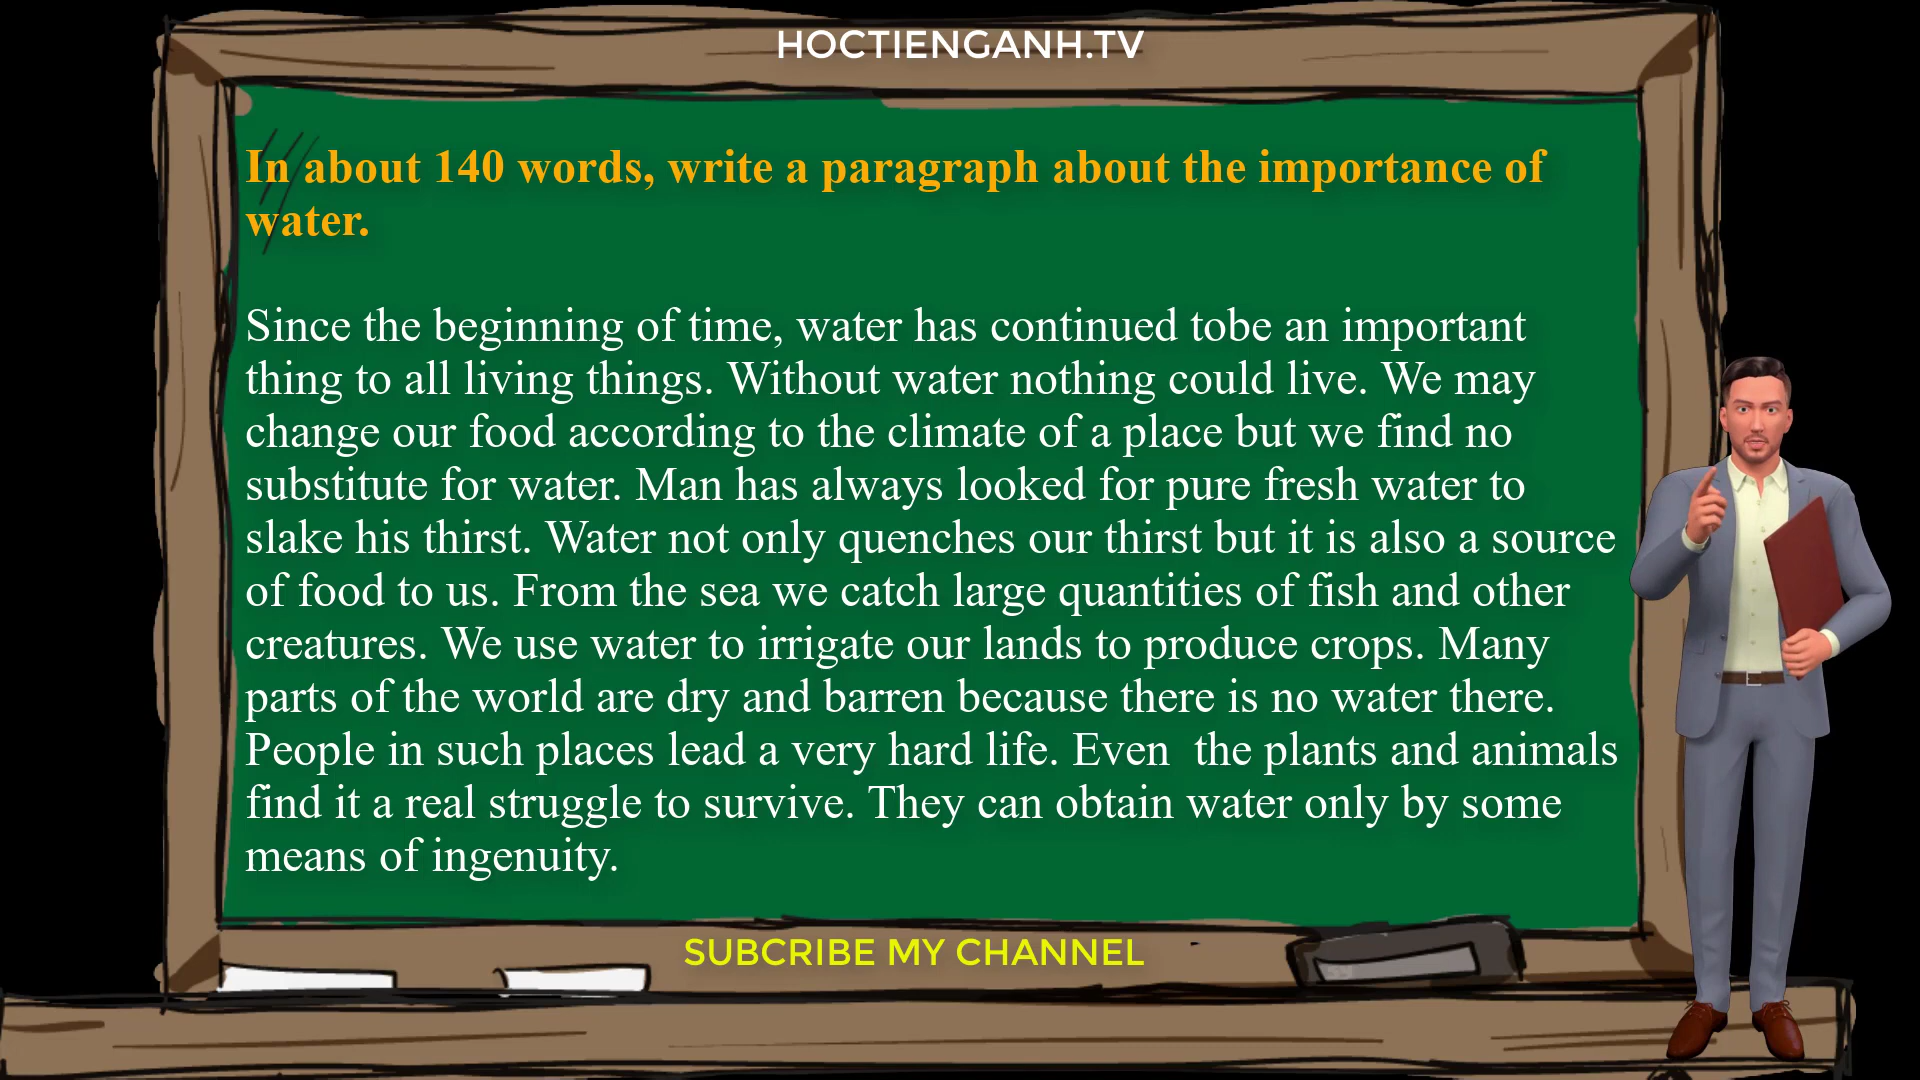 HOCTIENGANH.TV
In about 140 words, write a paragraph about the importance of
water.
Since the beginning of time, water has continued tobe an important
thing to all living things. Without water nothing could live. We may
change our food according to the climate of a place but we find no
substitute for water. Man has always looked for pure fresh water to
slake his thirst. Water not only quenches our thirst but it is also a source
of food to us. From the sea we catch large quantities of fish and other
creatures. We use water to irrigate our lands to produce crops. Many
parts of the world are dry and barren because there is no water there.
People in such places lead a very hard life. Even  the plants and animals
find it a real struggle to survive. They can obtain water only by some
means of ingenuity.
SUBCRIBE MY CHANNEL